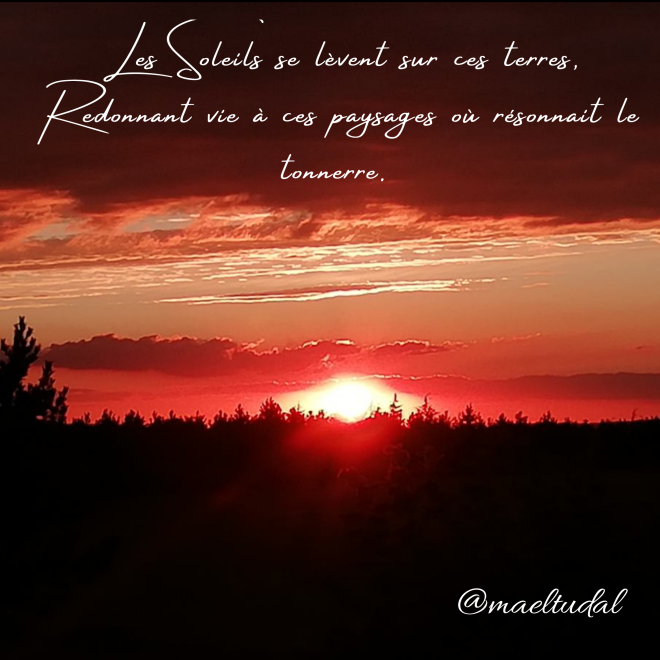 Les Soleils se lèvent sur ces terres,
Redonnant vie à ces paysages où résonnait le
tonnerre.
@maeltudal